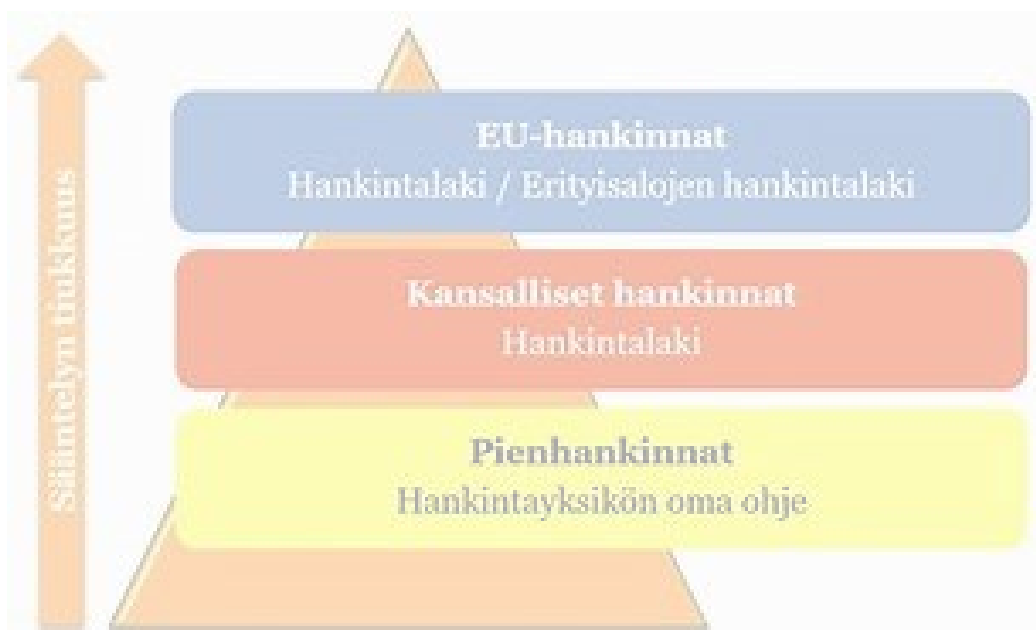 Sääntelyn tiukkuus
EU-hankinnat
Hankintalaki / Erityisalojen hankintalaki
Kansalliset hankinnat
Hankintalaki
Pienhankinnat
Hankintayksikön oma ohje